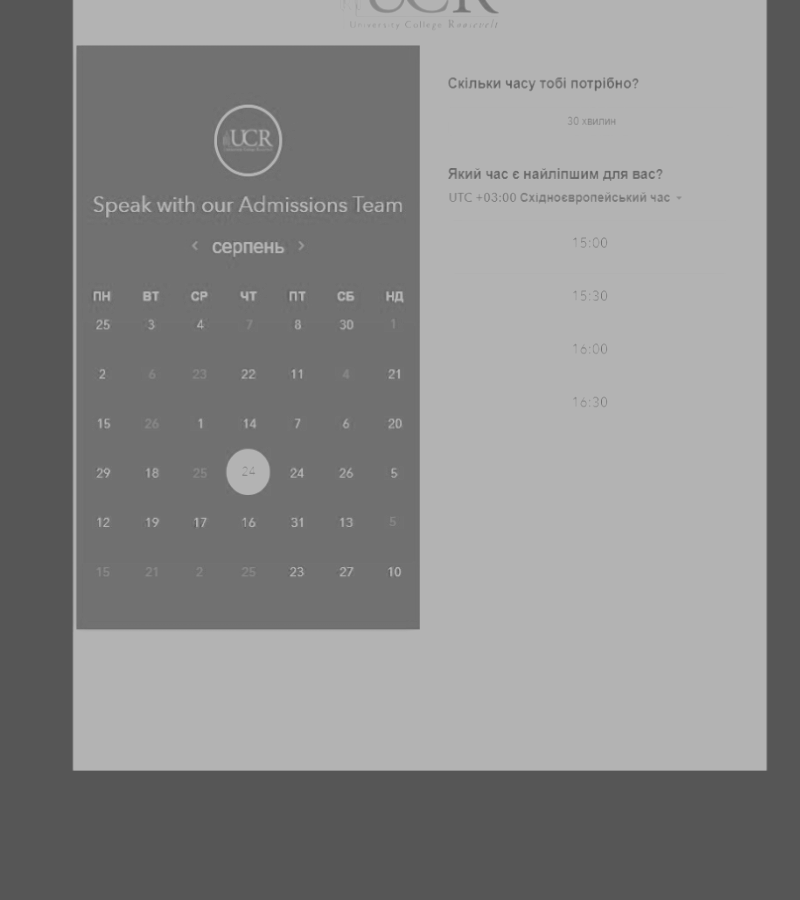 UCR
University College Roosevelt
UCR
Speak with our Admissions Team
‹ серпень ›
ПН ВТ СР ЧТ ПТ СБ НД
25 3 4 7 8 30 1
2 6 23 22 11 4 21
15 26 1 14 7 6 20
29 18 25 24 24 26 5
12 19 17 16 31 13 5
15 21 2 25 23 27 10
Скільки часу тобі потрібно?
30 хвилин
Який час є найліпшим для вас?
UTC +03:00 Східноєвропейський час
15:00
15:30
16:00
16:30